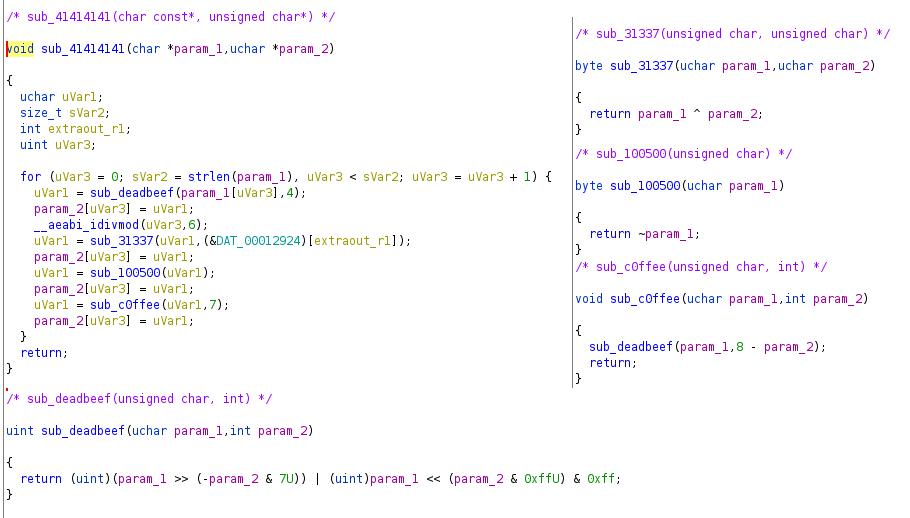 /* sub_41414141(char const*, unsigned char*) */
void sub_41414141(char *param_1,uchar *param_2)
{
  uchar uVar1;
  size_t sVar2;
  int extraout_r1;
  uint uVar3;
  for (uVar3 = 0; sVar2 = strlen(param_1), uVar3 < sVar2; uVar3 = uVar3 + 1) {
    uVar1 = sub_deadbeef(param_1[uVar3],4);
    param_2[uVar3] = uVar1;
    __aeabi_idivmod(uVar3,6);
    uVar1 = sub_31337(uVar1,(&DAT_00012924)[extraout_r1]);
    param_2[uVar3] = uVar1;
    uVar1 = sub_100500(uVar1);
    param_2[uVar3] = uVar1;
    uVar1 = sub_c0ffee(uVar1,7);
    param_2[uVar3] = uVar1;
  }
  return;
}
/* sub_deadbeef(unsigned char, int) */
uint sub_deadbeef(uchar param_1,int param_2)
{
  return (uint)(param_1 >> (-param_2 & 7U)) | (uint)param_1 << (param_2 & 0xffU) & 0xff;
}
/* sub_31337(unsigned char, unsigned char) */
byte sub_31337(uchar param_1,uchar param_2)
{
  return param_1 ^ param_2;
}
/* sub_100500(unsigned char) */
byte sub_100500(uchar param_1)
{
  return ~param_1;
}
/* sub_c0ffee(unsigned char, int) */
void sub_c0ffee(uchar param_1,int param_2)
{
  sub_deadbeef(param_1,8 - param_2);
  return;
}